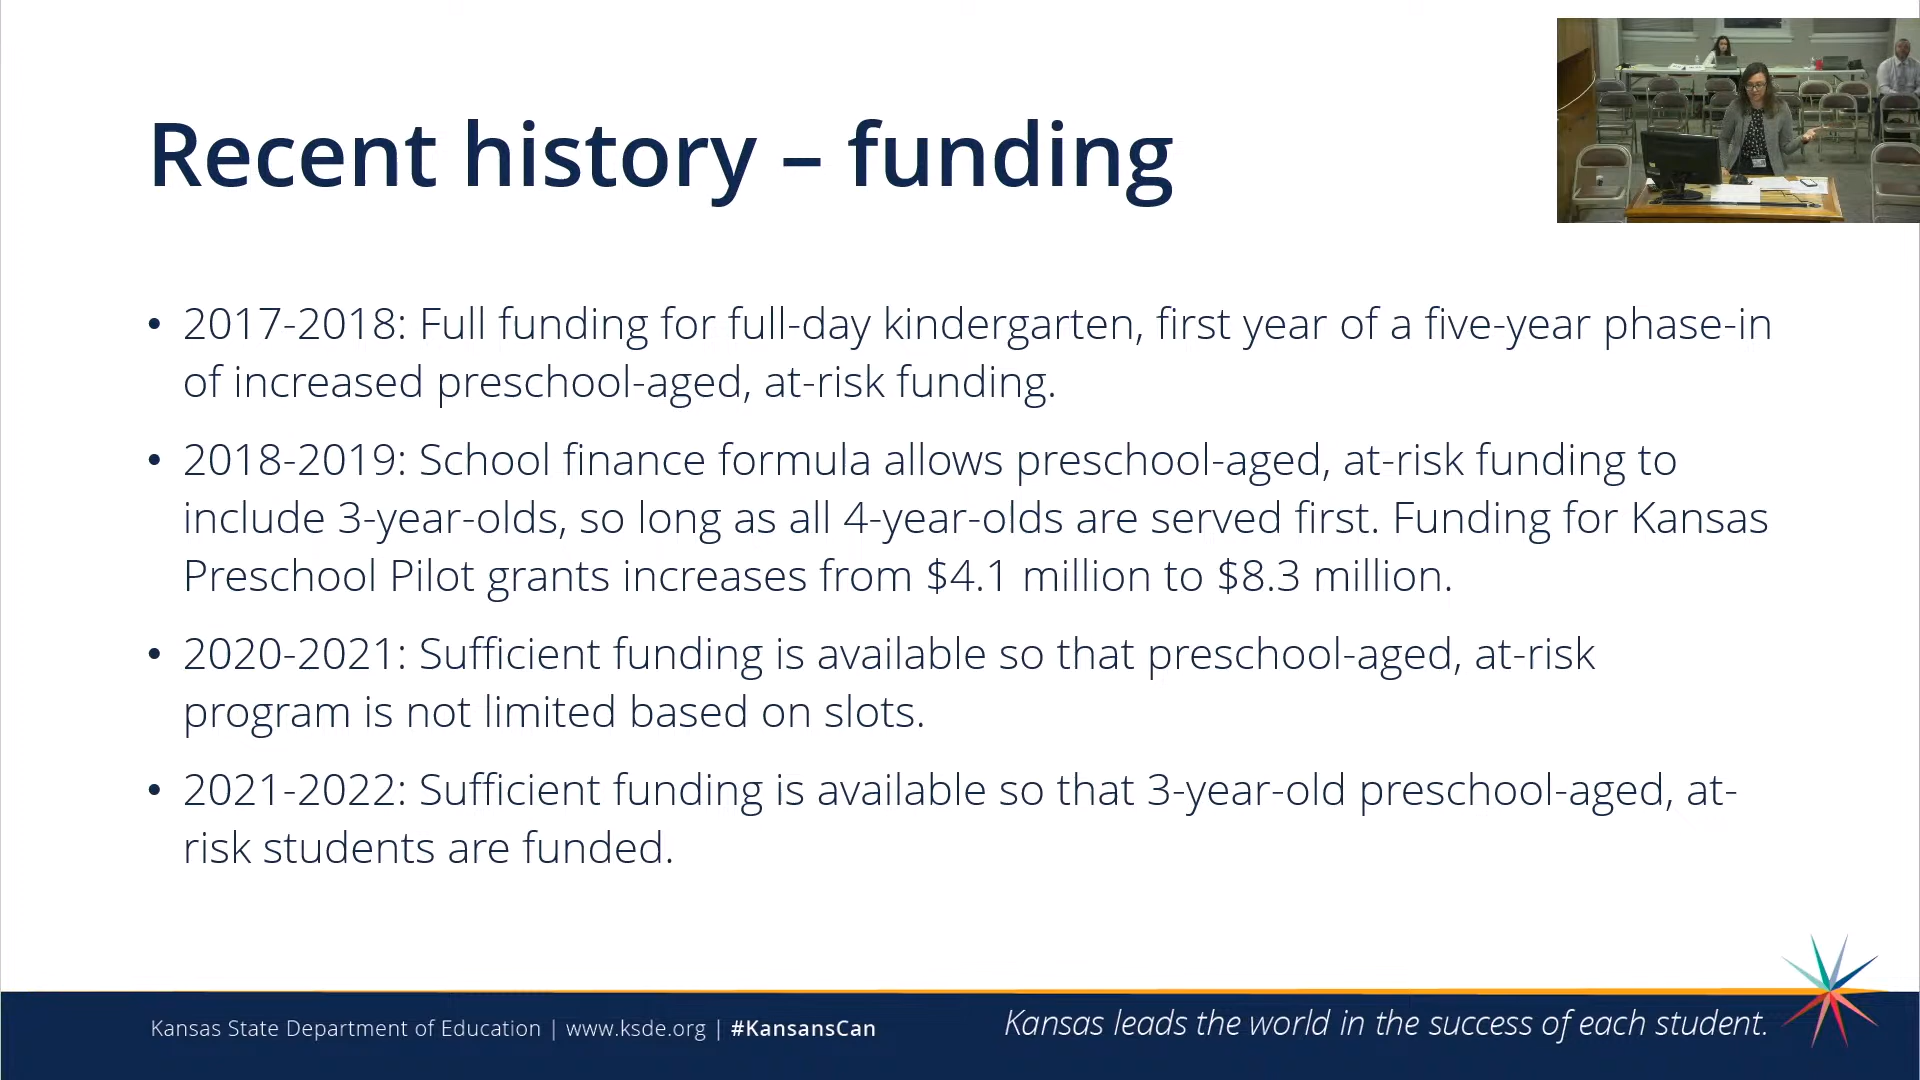 Recent history – funding
• 2017-2018: Full funding for full-day kindergarten, first year of a five-year phase-in
of increased preschool-aged, at-risk funding.
• 2018-2019: School finance formula allows preschool-aged, at-risk funding to
include 3-year-olds, so long as all 4-year-olds are served first. Funding for Kansas
Preschool Pilot grants increases from $4.1 million to $8.3 million.
• 2020-2021: Sufficient funding is available so that preschool-aged, at-risk
program is not limited based on slots.
• 2021-2022: Sufficient funding is available so that 3-year-old preschool-aged, at-
risk students are funded.
Kansas State Department of Education | www.ksde.org | #KansansCan
Kansas leads the world in the success of each student.